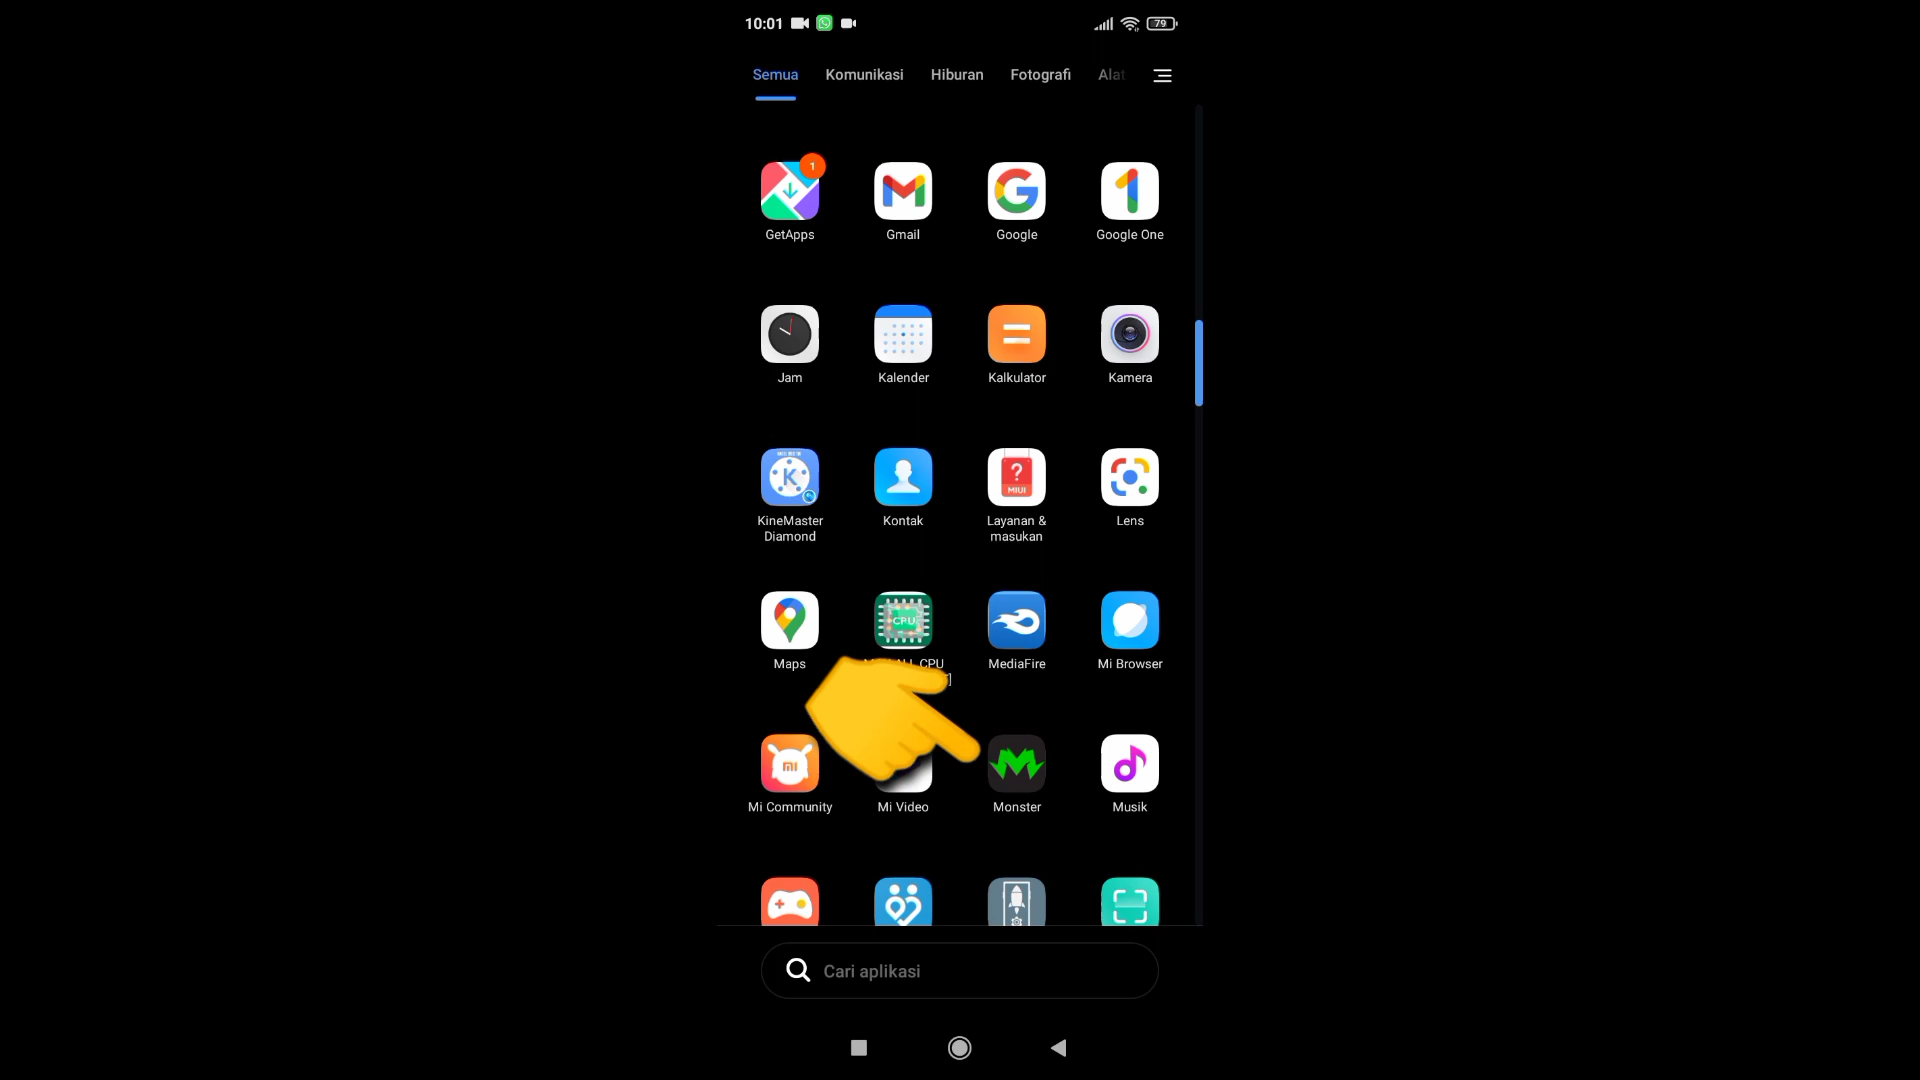 10:01
79
Semua Komunikasi Hiburan Fotografi Alat
1
GetApps Gmail Google Google One
Jam Kalender Kalkulator Kamera
K
MIUI
KineMaster Kontak Layanan & Lens
Diamond masukan
CPU
Maps CPU MediaFire Mi Browser
Mi Community Mi Video Monster Musik
Cari aplikasi